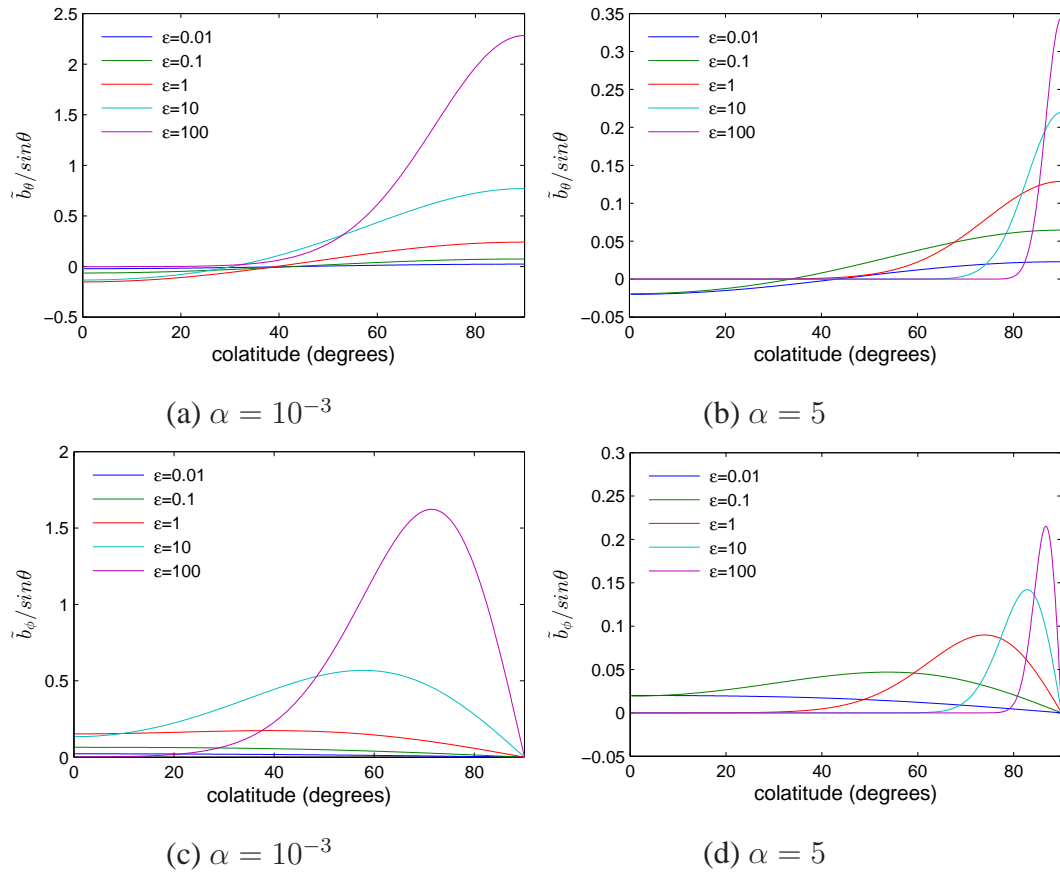 2.5
2
1.5
1
0.5
0
−0.5
0 20 40 60 80
b̃θ/sinθ
colatitude (degrees)
ε=0.01
ε=0.1
ε=1
ε=10
ε=100
(a) α = 10⁻³
0.35
0.3
0.25
0.2
0.15
0.1
0.05
0
−0.05
0 20 40 60 80
b̃θ/sinθ
colatitude (degrees)
ε=0.01
ε=0.1
ε=1
ε=10
ε=100
(b) α = 5
2
1.5
1
0.5
0
0 20 40 60 80
b̃ϕ/sinθ
colatitude (degrees)
ε=0.01
ε=0.1
ε=1
ε=10
ε=100
(c) α = 10⁻³
0.3
0.25
0.2
0.15
0.1
0.05
0
−0.05
0 20 40 60 80
b̃ϕ/sinθ
colatitude (degrees)
ε=0.01
ε=0.1
ε=1
ε=10
ε=100
(d) α = 5